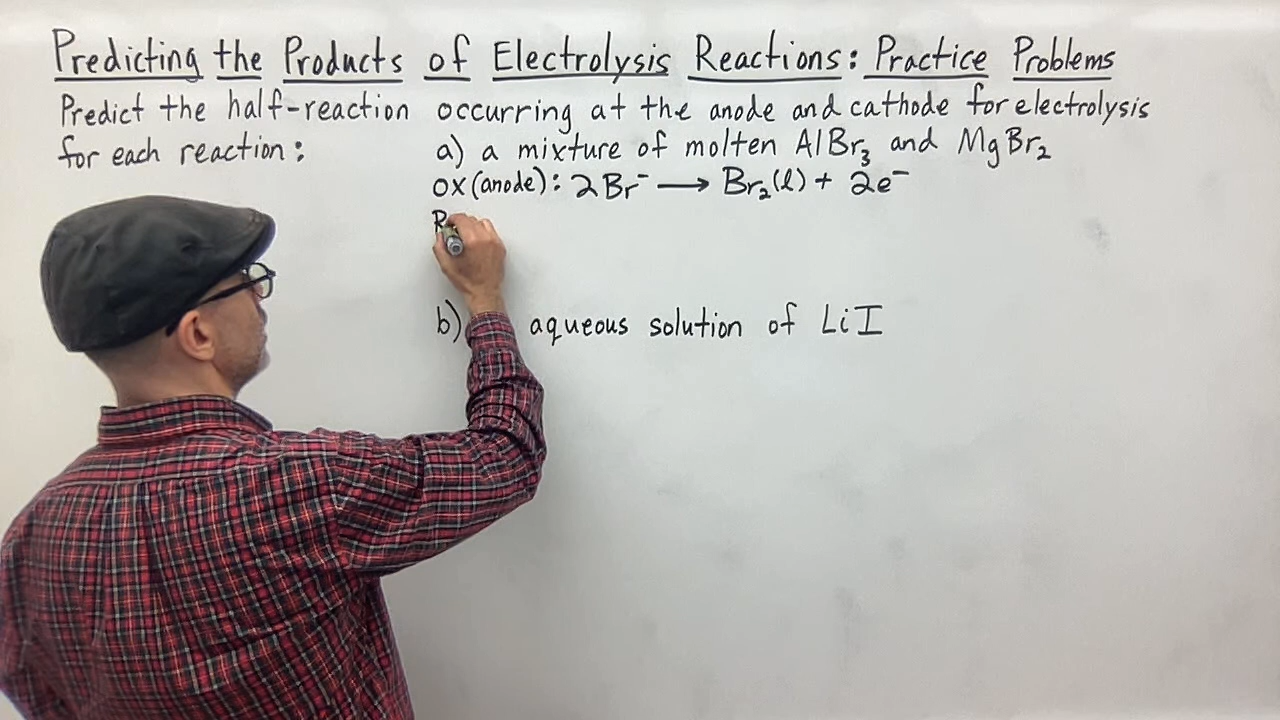 Predicting the Products of Electrolysis Reactions: Practice Problems
Predict the half-reaction occurring at the anode and cathode for electrolysis
for each reaction: a) a mixture of molten AlBr₃ and MgBr₂
ox (anode): 2Br⁻ ⟶ Br₂(l) + 2e⁻
R
b) aqueous solution of LiI